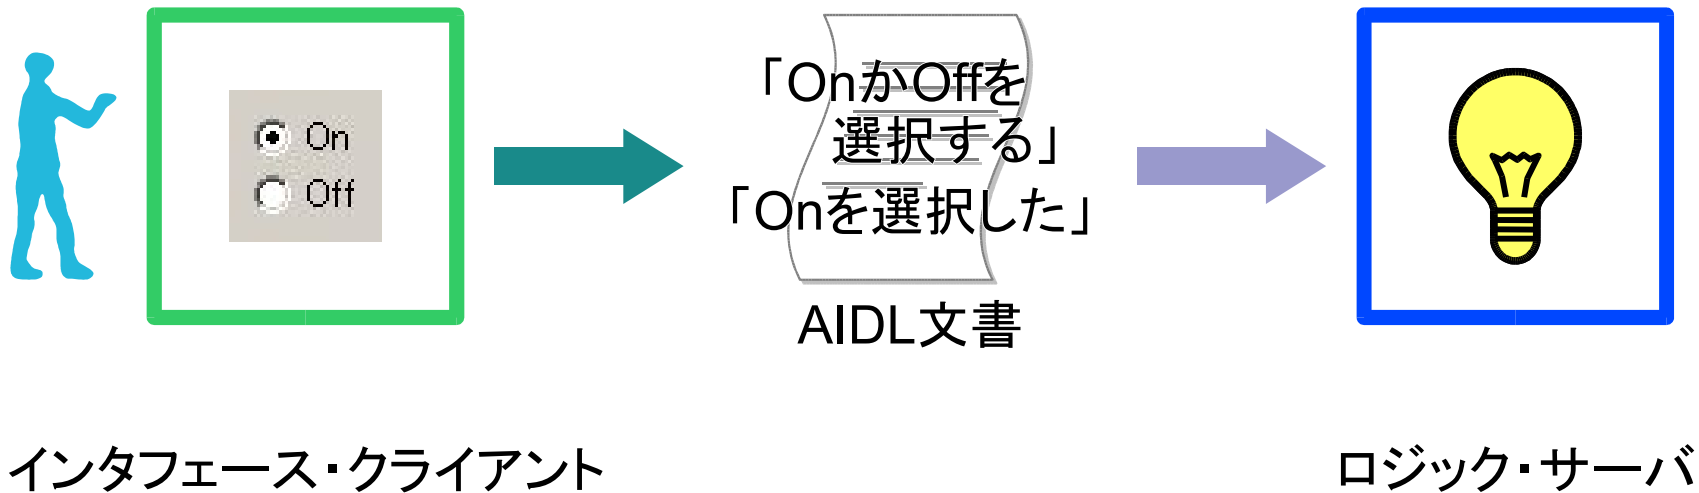 On
Off
「OnかOffを
選択する」
「Onを選択した」
AIDL文書
インタフェース・クライアント
ロジック・サーバ